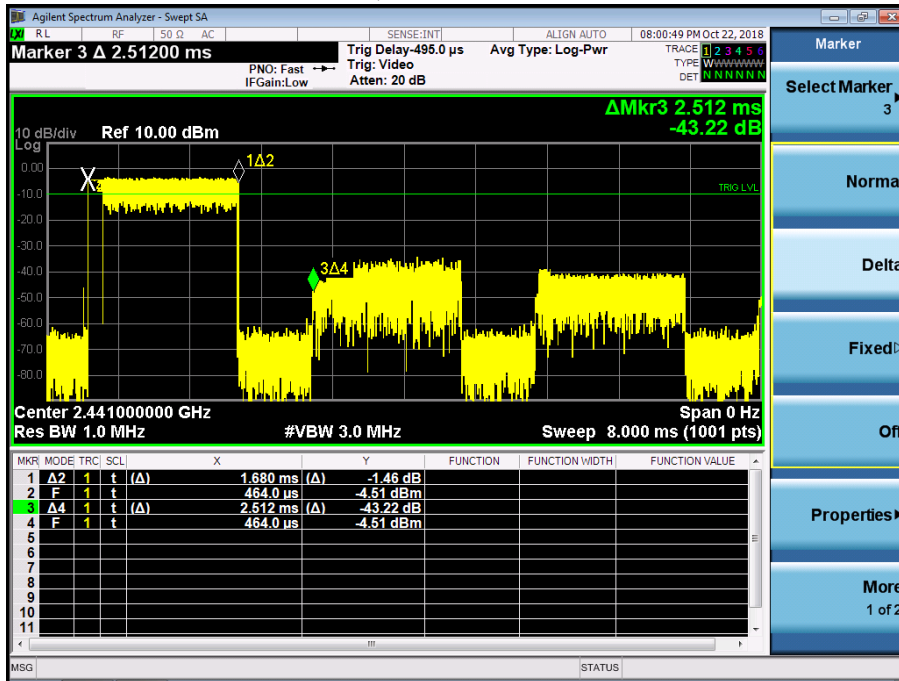 Agilent Spectrum Analyzer - Swept SA
LXI RL RF 50 Ω AC SENSE:INT ALIGN AUTO 08:00:49 PM Oct 22, 2018
Marker 3 Δ 2.51200 ms
PNO: Fast
IFGain:Low
Trig Delay-495.0 µs
Trig: Video
Atten: 20 dB
Avg Type: Log-Pwr
TRACE 1 2 3 4 5 6
TYPE WWWWWW
DET N N N N N N
ΔMkr3 2.512 ms
-43.22 dB
10 dB/div Ref 10.00 dBm
Log
0.00
-10.0
-20.0
-30.0
-40.0
-50.0
-60.0
-70.0
-80.0
X2
1Δ2
TRIG LVL
3Δ4
Center 2.441000000 GHz Span 0 Hz
Res BW 1.0 MHz #VBW 3.0 MHz Sweep 8.000 ms (1001 pts)
MKR MODE TRC SCL X Y FUNCTION FUNCTION WIDTH FUNCTION VALUE
1 Δ2 1 t (Δ) 1.680 ms (Δ) -1.46 dB
2 F 1 t 464.0 µs -4.51 dBm
3 Δ4 1 t (Δ) 2.512 ms (Δ) -43.22 dB
4 F 1 t 464.0 µs -4.51 dBm
5
6
7
8
9
10
11
MSG STATUS
Marker
Select Marker
3
Norma
Delta
Fixed
Of
Properties
More
1 of 2